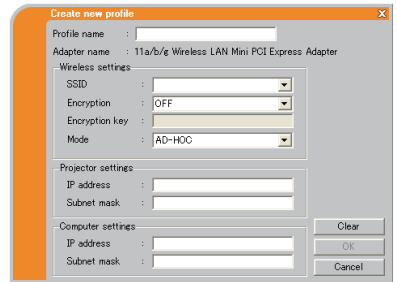 Create new profile X
Profile name :
Adapter name : 11a/b/g Wireless LAN Mini PCI Express Adapter
Wireless settings
SSID :
Encryption : OFF
Encryption key :
Mode : AD-HOC
Projector settings
IP address :
Subnet mask :
Computer settings
IP address :
Subnet mask :
Clear
OK
Cancel